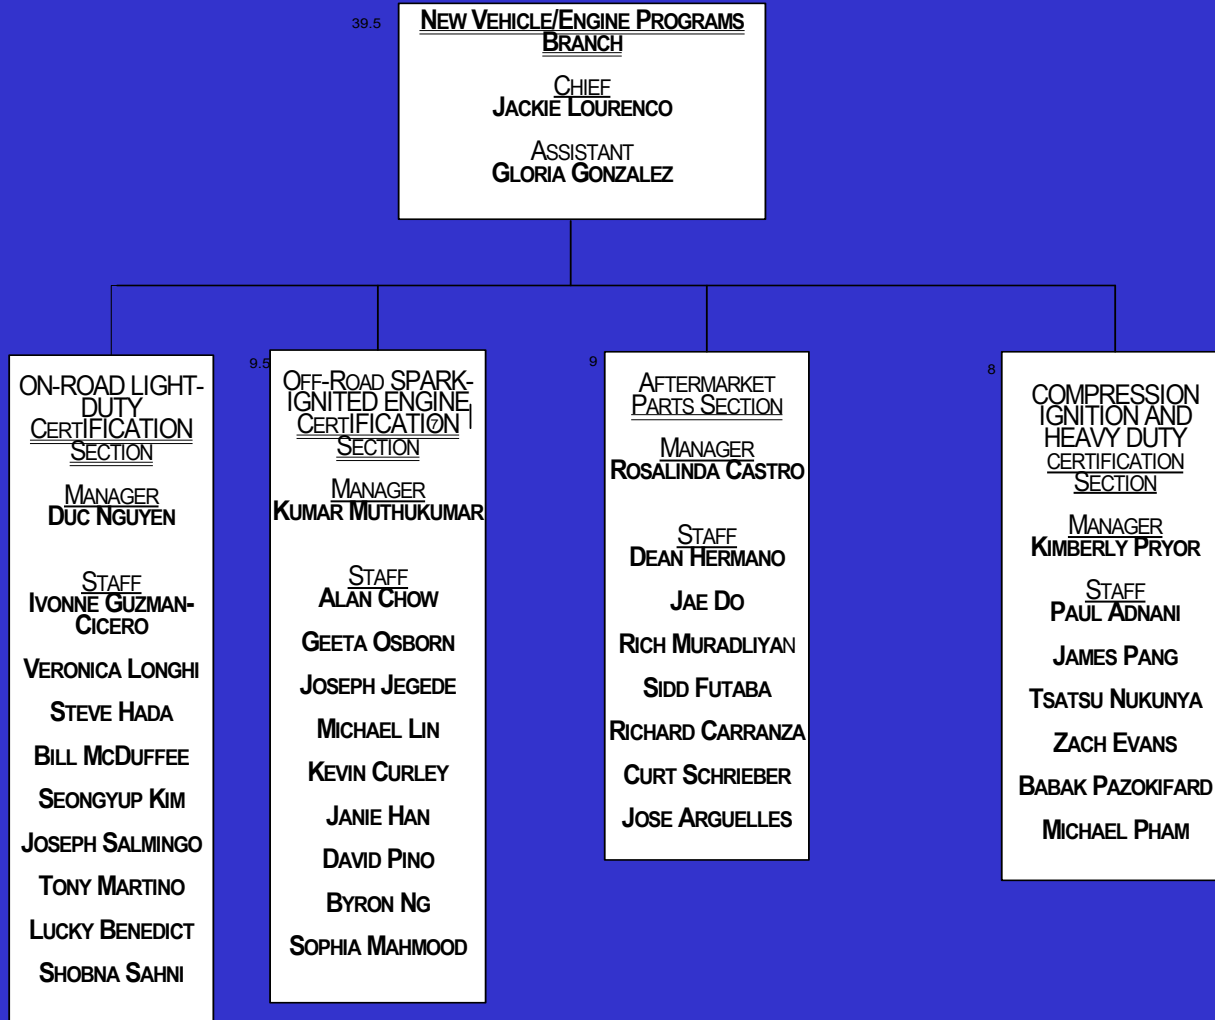 39.5
NEW VEHICLE/ENGINE PROGRAMS
BRANCH
CHIEF
JACKIE LOURENCO
ASSISTANT
GLORIA GONZALEZ
ON-ROAD LIGHT-
DUTY
CertIFICATION
SECTION
MANAGER
DUC NGUYEN
STAFF
IVONNE GUZMAN-
CICERO
VERONICA LONGHI
STEVE HADA
BILL MCDUFFEE
SEONGYUP KIM
JOSEPH SALMINGO
TONY MARTINO
LUCKY BENEDICT
SHOBNA SAHNI
9.5
OFF-ROAD SPARK-
IGNITED ENGINE
CertIFICATION
7
SECTION
MANAGER
KUMAR MUTHUKUMAR
STAFF
ALAN CHOW
GEETA OSBORN
JOSEPH JEGEDE
MICHAEL LIN
KEVIN CURLEY
JANIE HAN
DAVID PINO
BYRON NG
SOPHIA MAHMOOD
9
AFTERMARKET
PARTS SECTION
MANAGER
ROSALINDA CASTRO
STAFF
DEAN HERMANO
JAE DO
RICH MURADLIYAN
SIDD FUTABA
RICHARD CARRANZA
CURT SCHRIEBER
JOSE ARGUELLES
8
COMPRESSION
IGNITION AND
HEAVY DUTY
CERTIFICATION
SECTION
MANAGER
KIMBERLY PRYOR
STAFF
PAUL ADNANI
JAMES PANG
TSATSU NUKUNYA
ZACH EVANS
BABAK PAZOKIFARD
MICHAEL PHAM